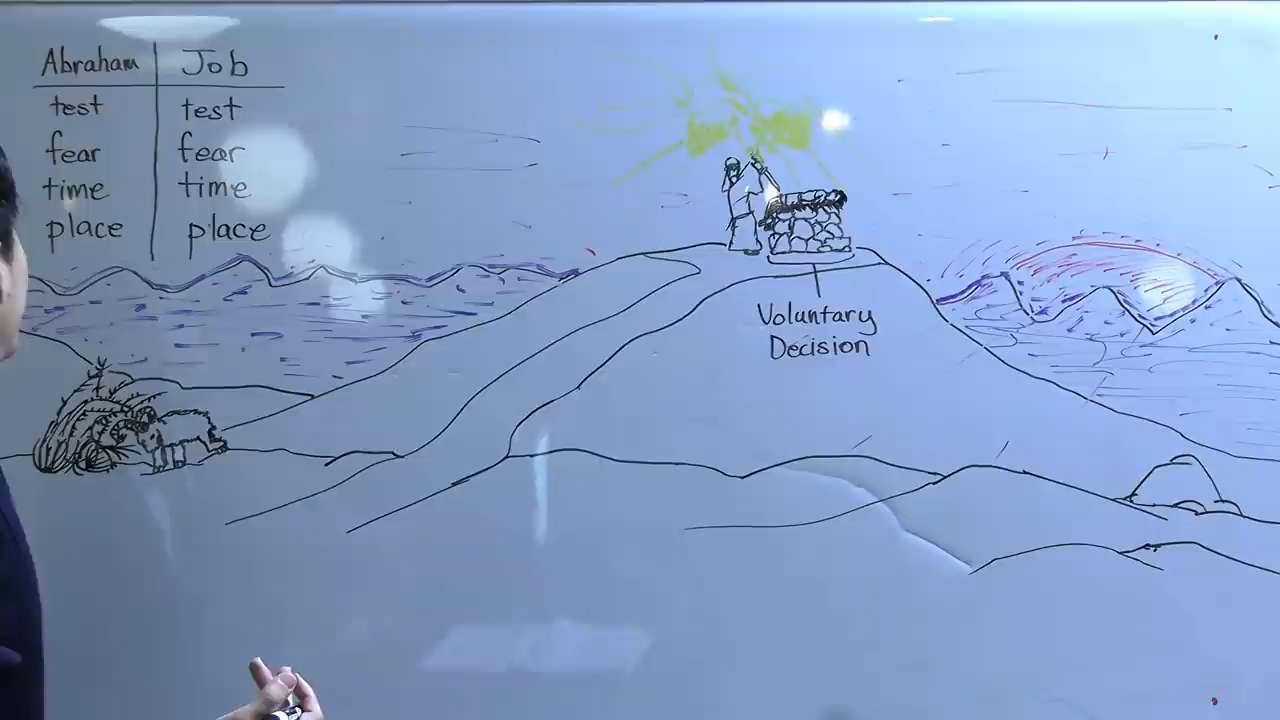 Abraham Job
test test
fear fear
time time
place place
Voluntary
Decision